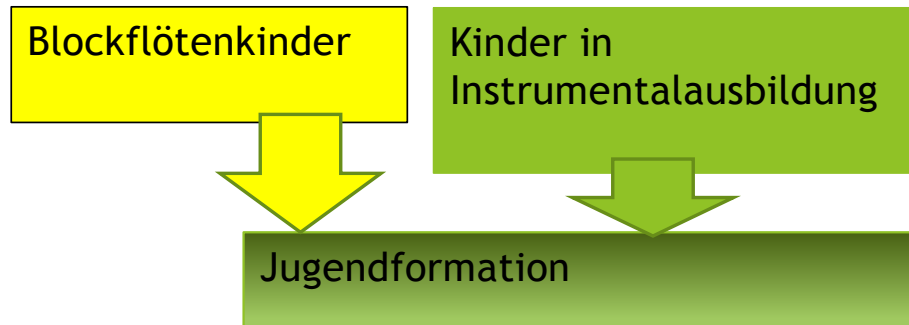 Blockflötenkinder
Kinder in
Instrumentalausbildung
Jugendformation